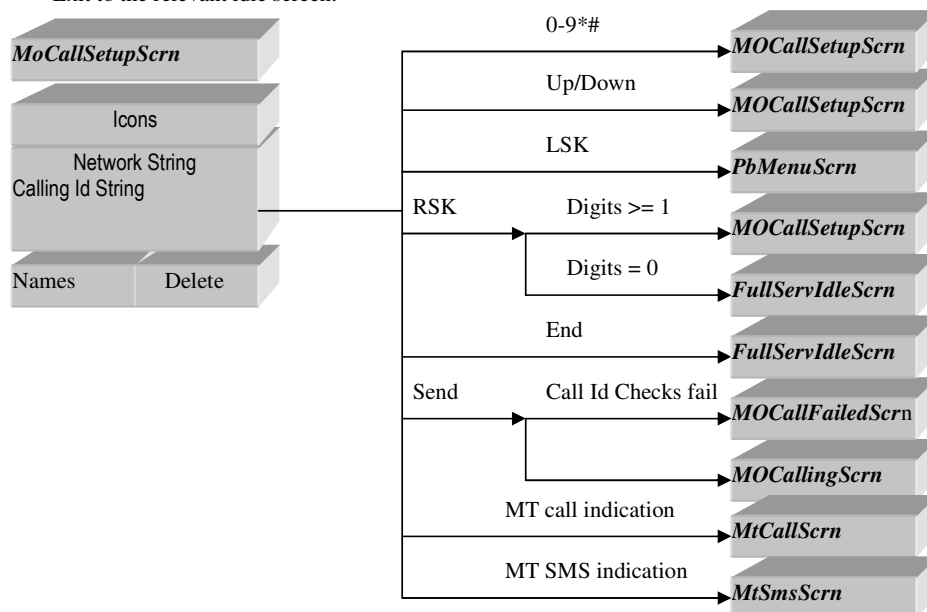 Exit to the relevant idle screen.
MoCallSetupScrn
Icons
Network String
Calling Id String
Names Delete
0-9*#
MOCallSetupScrn
Up/Down
MOCallSetupScrn
LSK
PbMenuScrn
RSK
Digits >= 1
MOCallSetupScrn
Digits = 0
FullServIdleScrn
End
FullServIdleScrn
Send
Call Id Checks fail
MOCallFailedScrn
MOCallingScrn
MT call indication
MtCallScrn
MT SMS indication
MtSmsScrn